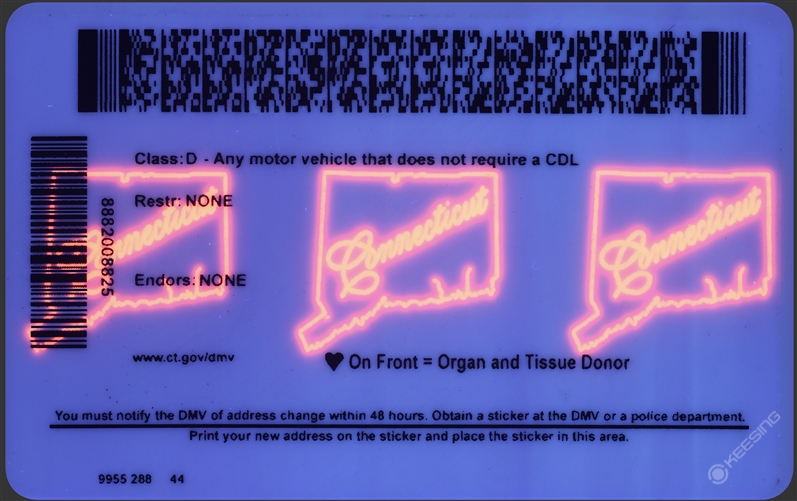 Class: D - Any motor vehicle that does not require a CDL
Restr: NONE
Connecticut
Connecticut
Connecticut
8882008825
Endors: NONE
www.ct.gov/dmv
♥ On Front = Organ and Tissue Donor
You must notify the DMV of address change within 48 hours. Obtain a sticker at the DMV or a police department.
Print your new address on the sticker and place the sticker in this area.
KEESING
9955 288 44